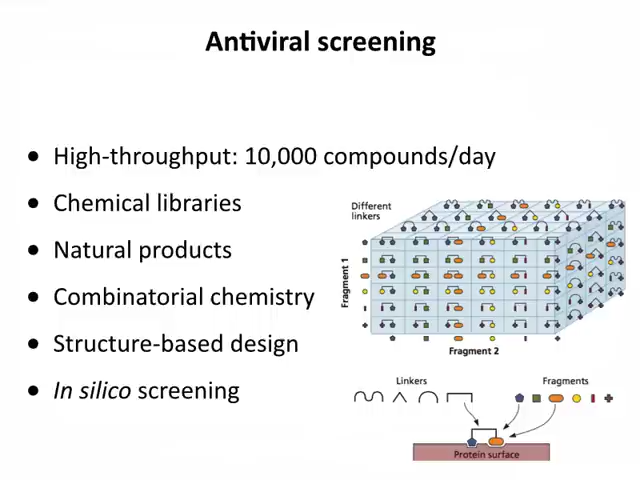 Antiviral screening
• High-throughput: 10,000 compounds/day
• Chemical libraries
• Natural products
• Combinatorial chemistry
• Structure-based design
• In silico screening
Different
linkers
Fragment 1
Fragment 2
Linkers
Fragments
Protein surface